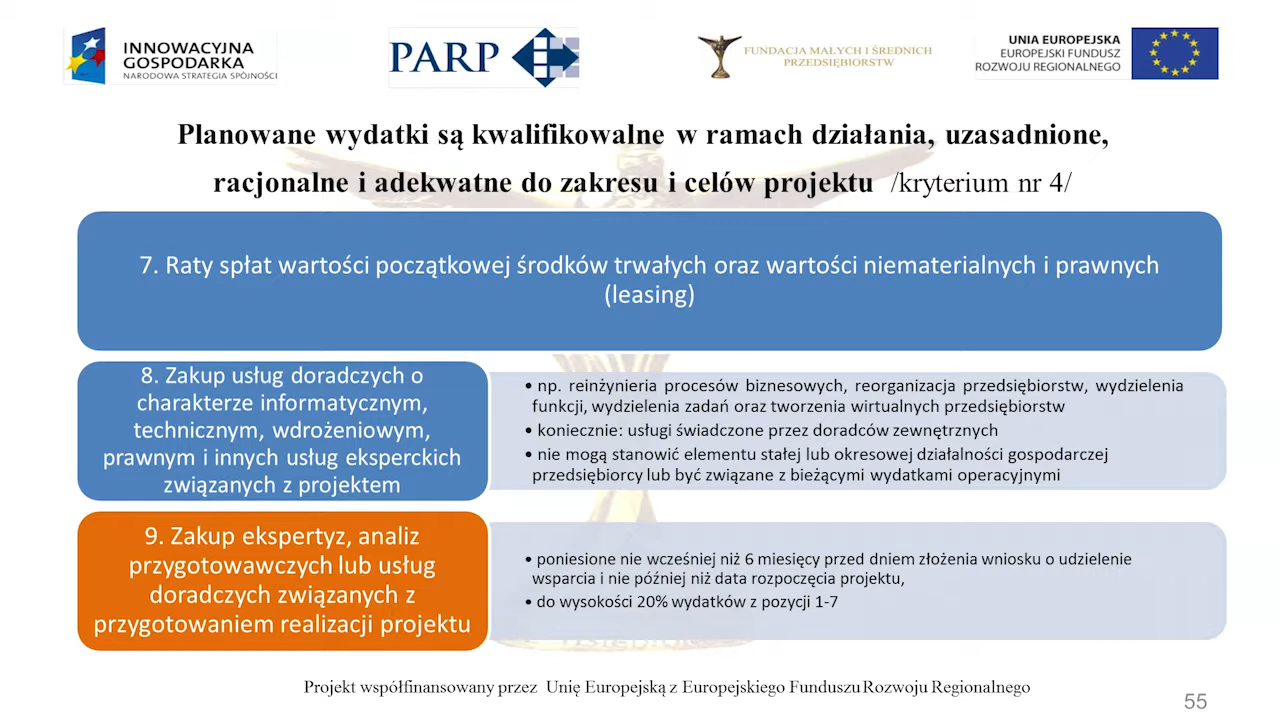 INNOWACYJNA
GOSPODARKA
NARODOWA STRATEGIA SPÓJNOŚCI
PARP
FUNDACJA MAŁYCH I ŚREDNICH
PRZEDSIĘBIORSTW
UNIA EUROPEJSKA
EUROPEJSKI FUNDUSZ
ROZWOJU REGIONALNEGO
Planowane wydatki są kwalifikowalne w ramach działania, uzasadnione,
racjonalne i adekwatne do zakresu i celów projektu /kryterium nr 4/
7. Raty spłat wartości początkowej środków trwałych oraz wartości niematerialnych i prawnych
(leasing)
8. Zakup usług doradczych o
charakterze informatycznym,
technicznym, wdrożeniowym,
prawnym i innych usług eksperckich
związanych z projektem
• np. reinżynieria procesów biznesowych, reorganizacja przedsiębiorstw, wydzielenia
funkcji, wydzielenia zadań oraz tworzenia wirtualnych przedsiębiorstw
• koniecznie: usługi świadczone przez doradców zewnętrznych
• nie mogą stanowić elementu stałej lub okresowej działalności gospodarczej
przedsiębiorcy lub być związane z bieżącymi wydatkami operacyjnymi
9. Zakup ekspertyz, analiz
przygotowawczych lub usług
doradczych związanych z
przygotowaniem realizacji projektu
• poniesione nie wcześniej niż 6 miesięcy przed dniem złożenia wniosku o udzielenie
wsparcia i nie później niż data rozpoczęcia projektu,
• do wysokości 20% wydatków z pozycji 1-7
Projekt współfinansowany przez Unię Europejską z Europejskiego Funduszu Rozwoju Regionalnego
55